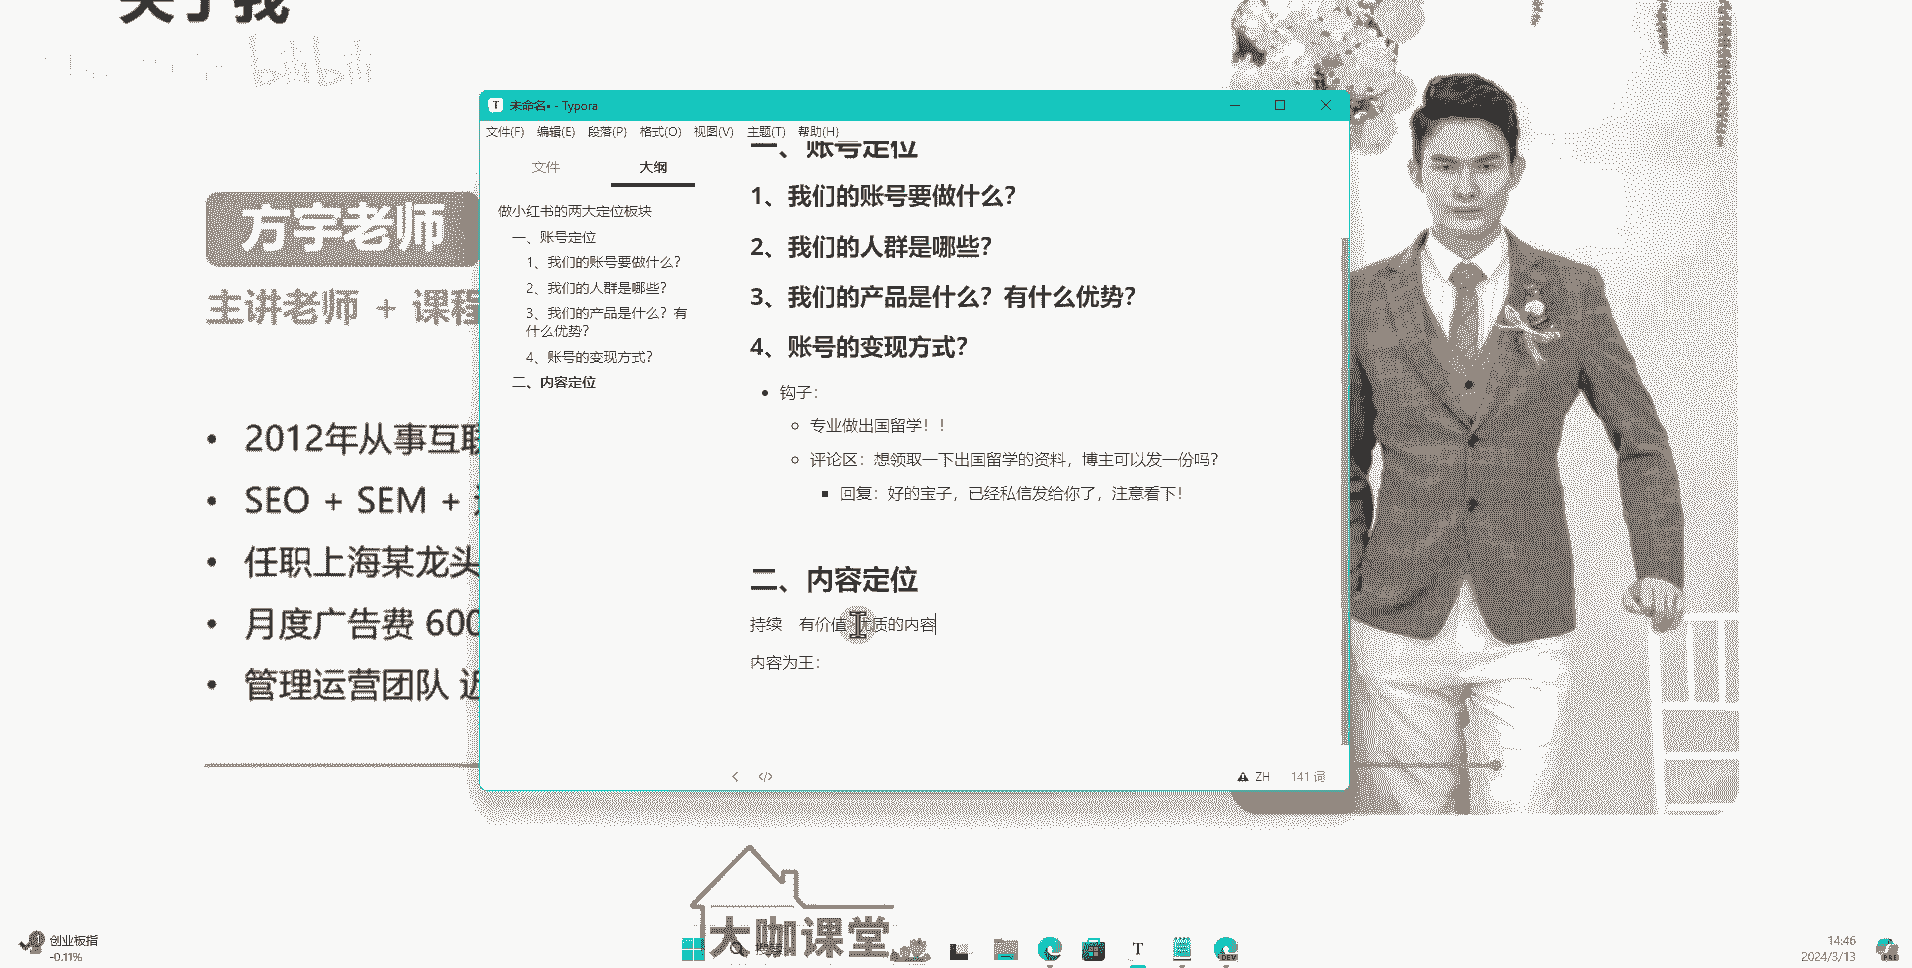 关于我
bilibili
方宇老师
主讲老师 + 课程
2012年从事互联
SEO + SEM +
任职上海某龙头
月度广告费 600
管理运营团队 近
未命名• - Typora
文件(F) 编辑(E) 段落(P) 格式(O) 视图(V) 主题(T) 帮助(H)
文件 大纲
做小红书的两大定位板块
一、账号定位
1、我们的账号要做什么？
2、我们的人群是哪些？
3、我们的产品是什么？有
什么优势？
4、账号的变现方式？
二、内容定位
一、账号定位
1、我们的账号要做什么？
2、我们的人群是哪些？
3、我们的产品是什么？有什么优势？
4、账号的变现方式？
钩子：
专业做出国留学！！
评论区：想领取一下出国留学的资料，博主可以发一份吗？
回复：好的宝子，已经私信发给你了，注意看下！
二、内容定位
持续 有价值 优质的内容
内容为王：
ZH 141 词
大咖课堂
创业板指
-0.11%
搜索
T
DEV
14:46
2024/3/13
PRE